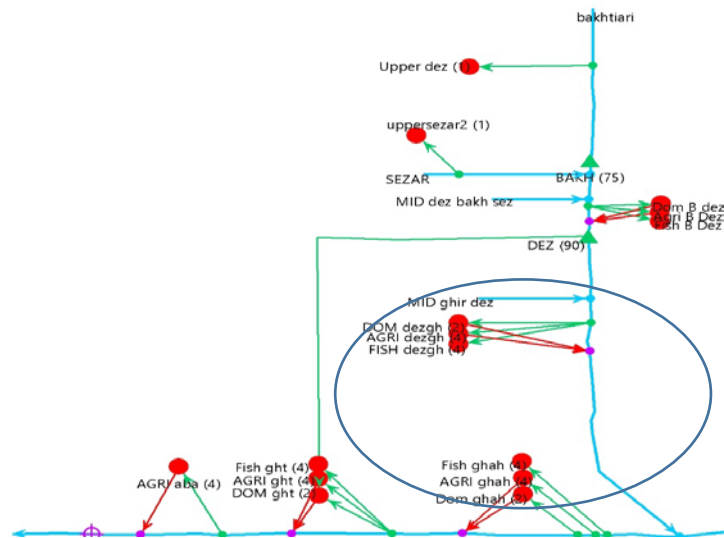 bakhtiari
Upper dez (1)
uppersezar2 (1)
SEZAR
BAKH (75)
MID dez bakh sez
Dom B dez
Agri B Dez
Fish B Dez
DEZ (90)
MID ghir dez
DOM dezgh (2)
AGRI dezgh (4)
FISH dezgh (4)
AGRI aba (4)
Fish ght (4)
AGRI ght (4)
DOM ght (2)
Fish ghah (4)
AGRI ghah (4)
Dom ghah (2)